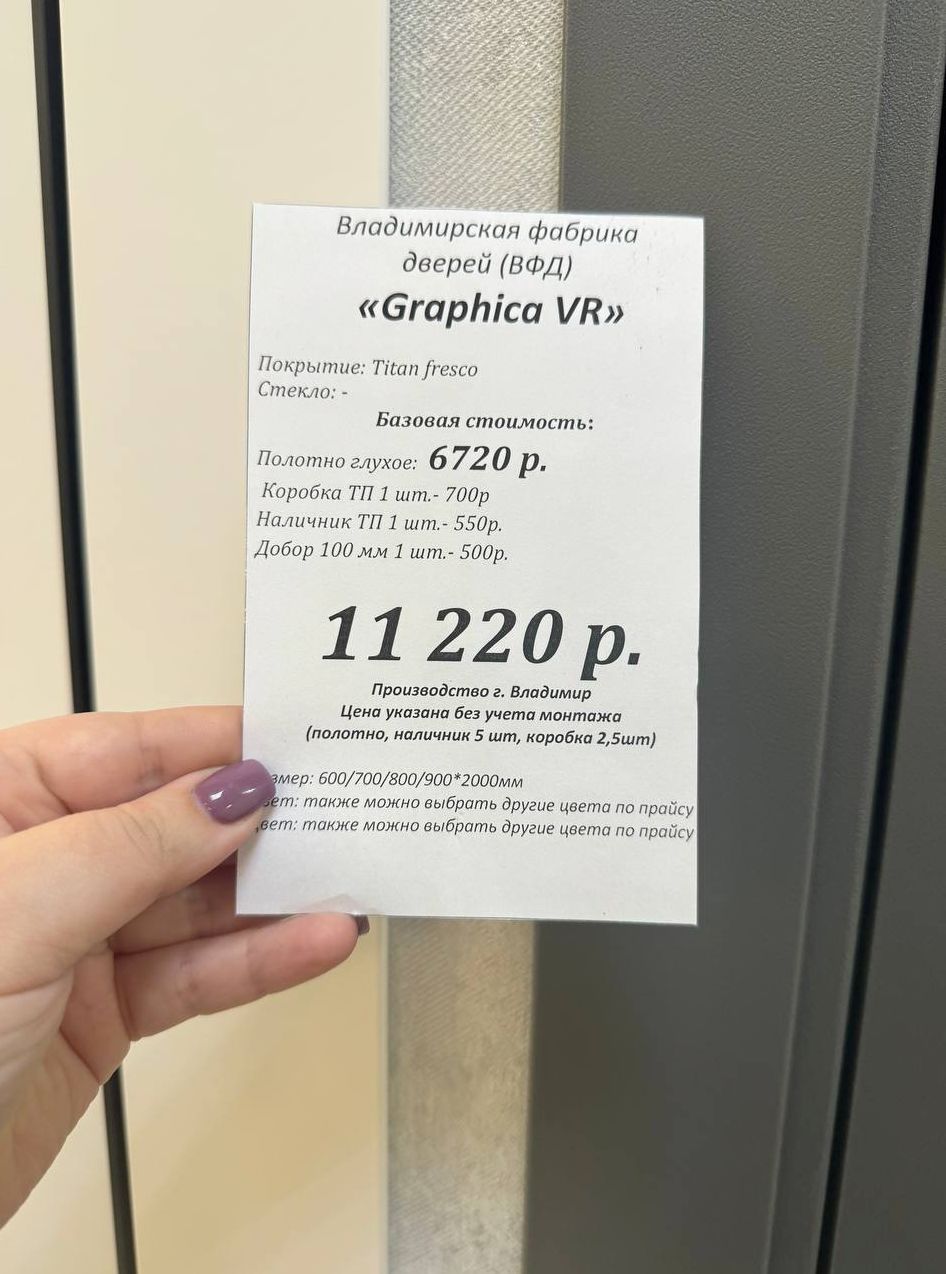 Владимирская фабрика
дверей (ВФД)
«Graphica VR»
Покрытие: Titan fresco
Стекло: -
Базовая стоимость:
Полотно глухое: 6720 р.
Коробка ТП 1 шт.- 700р
Наличник ТП 1 шт.- 550р.
Добор 100 мм 1 шт.- 500р.
11 220 р.
Производство г. Владимир
Цена указана без учета монтажа
(полотно, наличник 5 шт, коробка 2,5шт)
змер: 600/700/800/900*2000мм
вет: также можно выбрать другие цвета по прайсу
вет: также можно выбрать другие цвета по прайсу